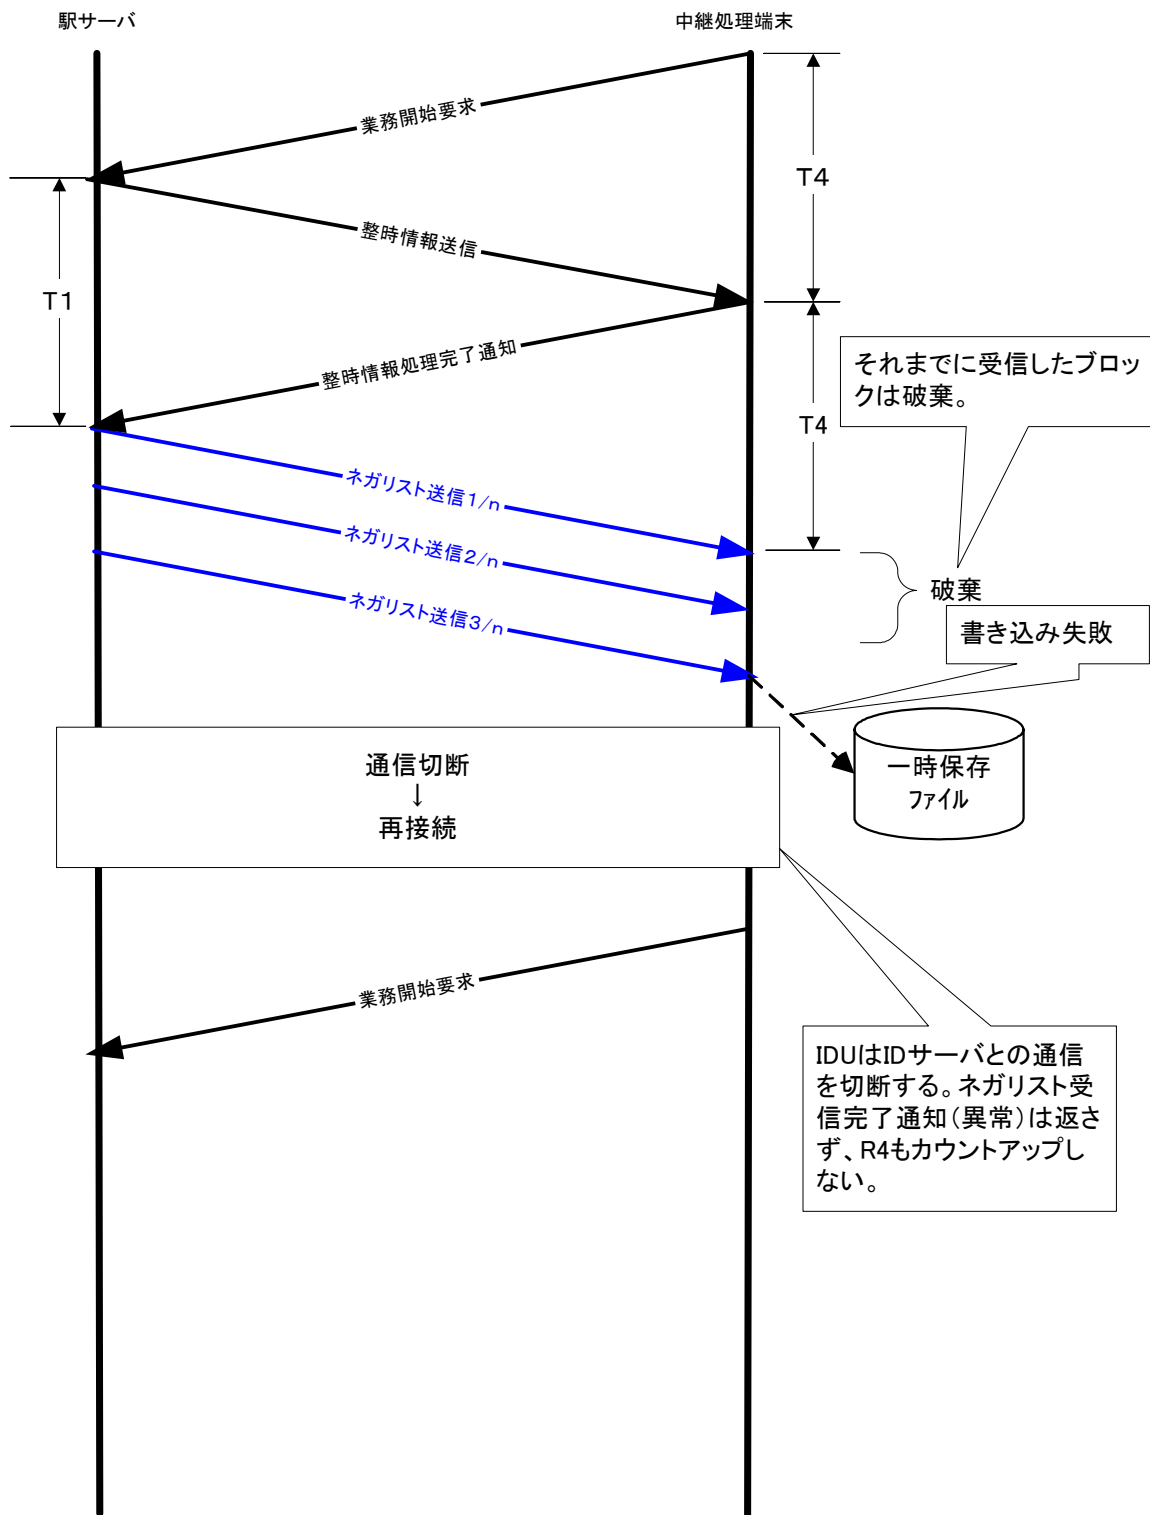 駅サーバ
中継処理端末
業務開始要求
T4
整時情報送信
T1
整時情報処理完了通知
それまでに受信したブロッ
クは破棄。
T4
ネガリスト送信1/n
ネガリスト送信2/n
ネガリスト送信3/n
破棄
書き込み失敗
通信切断
↓
再接続
一時保存
ファイル
業務開始要求
IDUはIDサーバとの通信
を切断する。ネガリスト受
信完了通知(異常)は返さ
ず、R4もカウントアップし
ない。